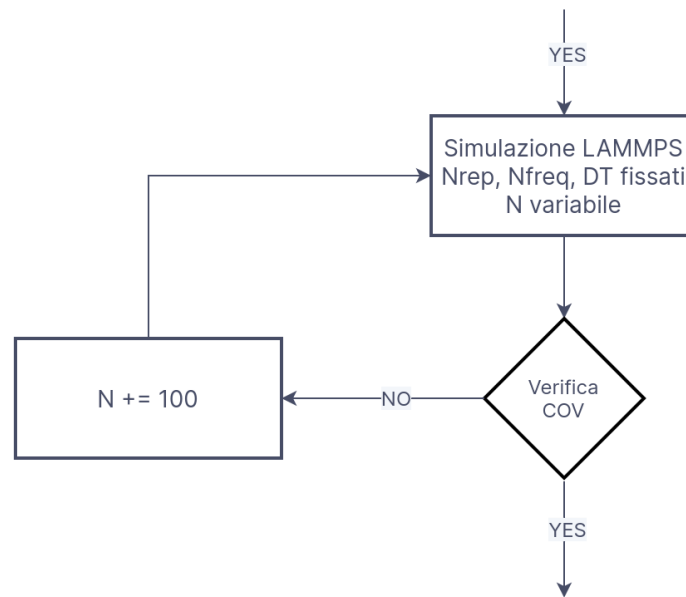 YES
Simulazione LAMMPS
Nrep, Nfreq, DT fissati
N variabile
N += 100
NO
Verifica
COV
YES